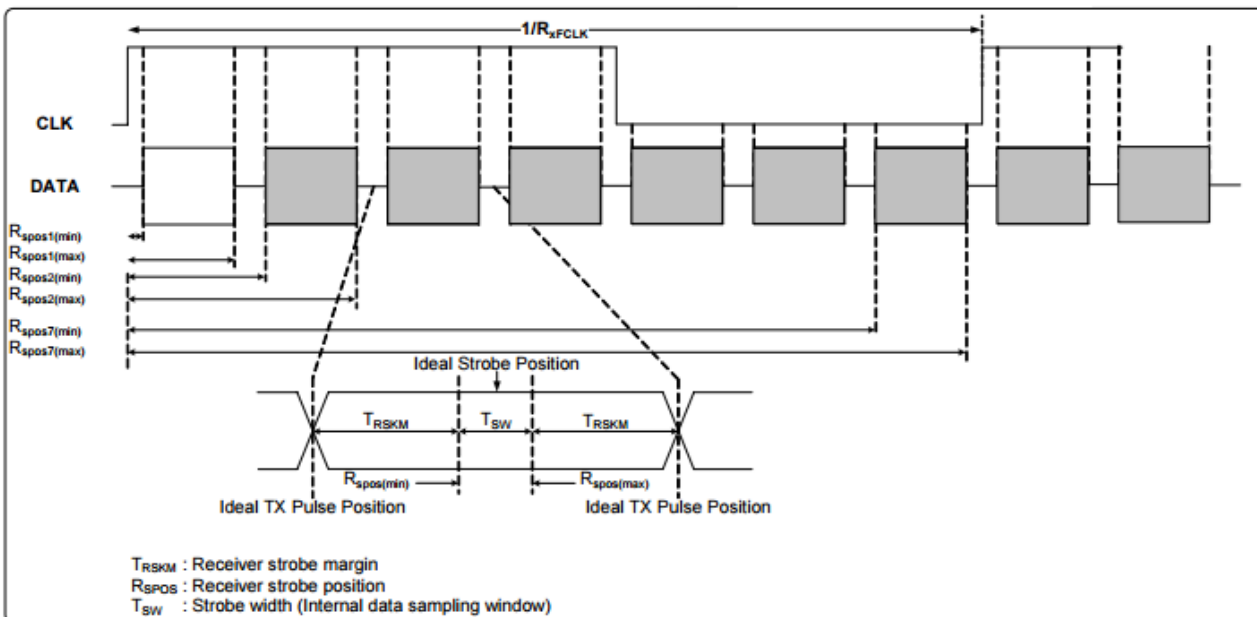 1/RxFCLK
CLK
DATA
Rspos1(min)
Rspos1(max)
Rspos2(min)
Rspos2(max)
Rspos7(min)
Rspos7(max)
Ideal Strobe Position
TRSKM TSW TRSKM
Rspos(min) Rspos(max)
Ideal TX Pulse Position Ideal TX Pulse Position
TRSKM : Receiver strobe margin
RSPOS : Receiver strobe position
TSW : Strobe width (Internal data sampling window)